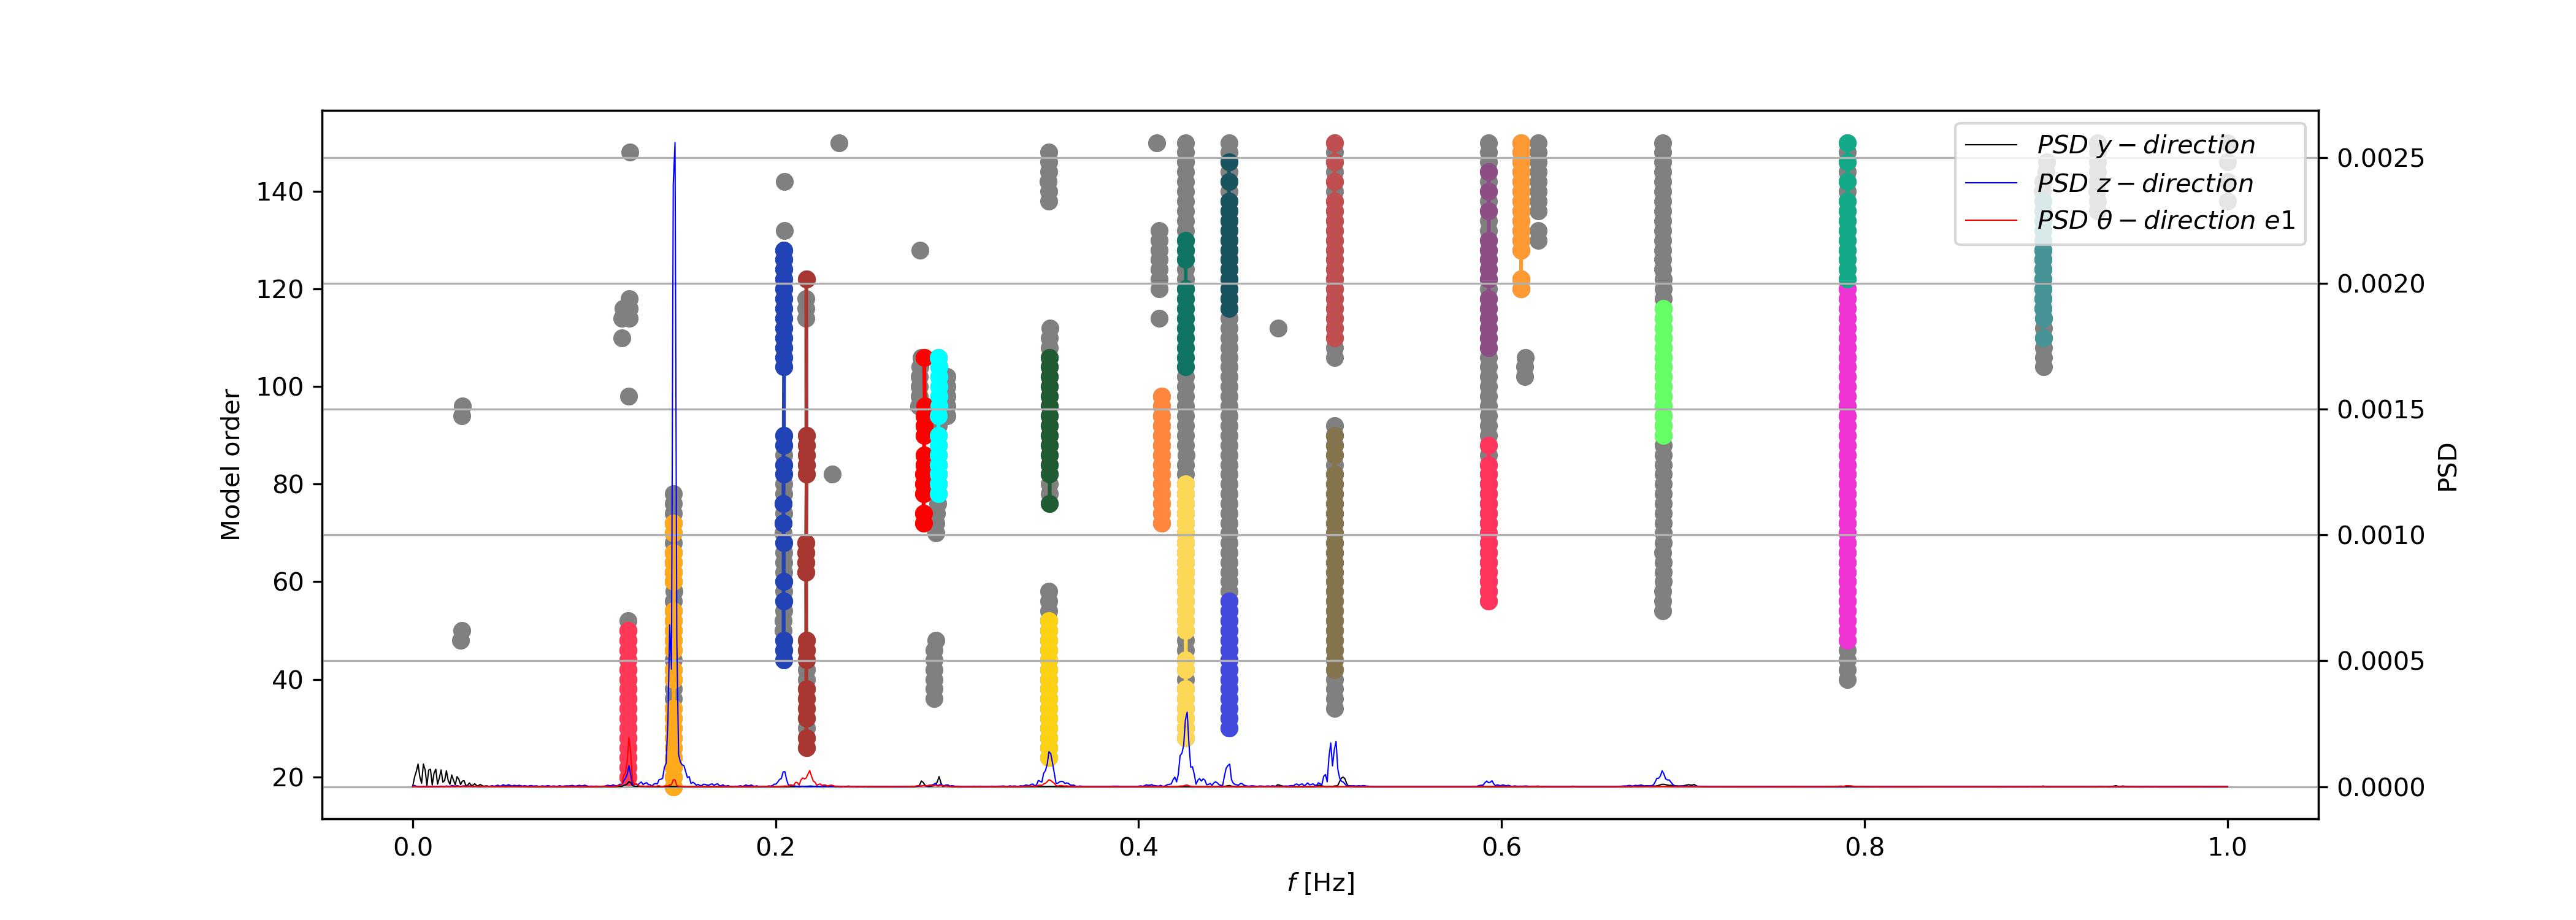 PSD y − direction
PSD z − direction
PSD θ − direction e1
Model order
140
120
100
80
60
40
20
0.0025
0.0020
0.0015
0.0010
0.0005
0.0000
PSD
0.0 0.2 0.4 0.6 0.8 1.0
f [Hz]